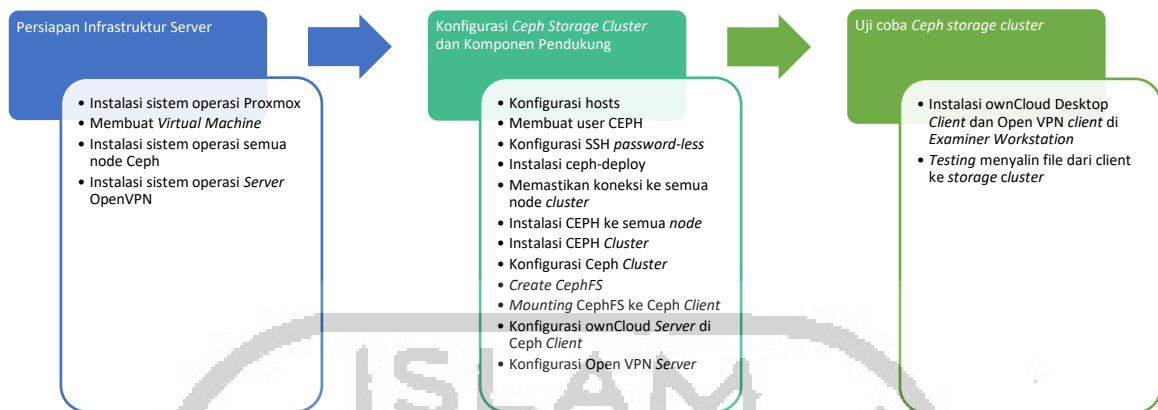 Persiapan Infrastruktur Server
• Instalasi sistem operasi Proxmox
• Membuat Virtual Machine
• Instalasi sistem operasi semua
node Ceph
• Instalasi sistem operasi Server
OpenVPN
Konfigurasi Ceph Storage Cluster
dan Komponen Pendukung
• Konfigurasi hosts
• Membuat user CEPH
• Konfigurasi SSH password-less
• Instalasi ceph-deploy
• Memastikan koneksi ke semua
node cluster
• Instalasi CEPH ke semua node
• Instalasi CEPH Cluster
• Konfigurasi Ceph Cluster
• Create CephFS
• Mounting CephFS ke Ceph Client
• Konfigurasi ownCloud Server di
Ceph Client
• Konfigurasi Open VPN Server
Uji coba Ceph storage cluster
• Instalasi ownCloud Desktop
Client dan Open VPN client di
Examiner Workstation
• Testing menyalin file dari client
ke storage cluster
ISLAM